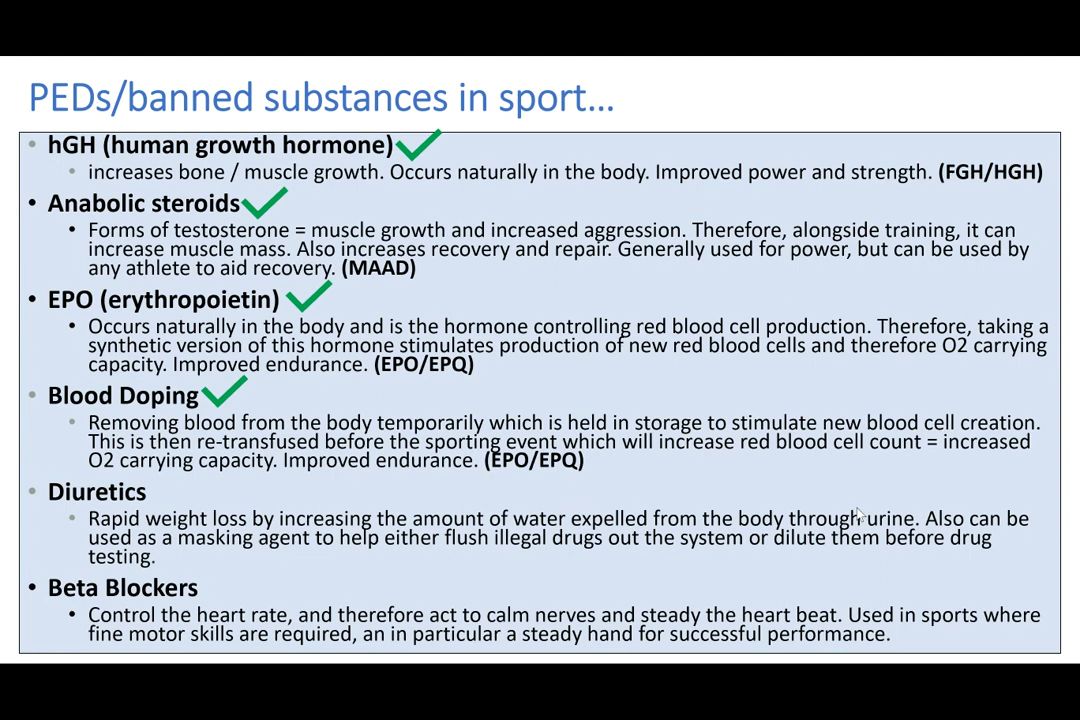 PEDs/banned substances in sport...
• hGH (human growth hormone)
• increases bone / muscle growth. Occurs naturally in the body. Improved power and strength. (FGH/HGH)
• Anabolic steroids
• Forms of testosterone = muscle growth and increased aggression. Therefore, alongside training, it can
increase muscle mass. Also increases recovery and repair. Generally used for power, but can be used by
any athlete to aid recovery. (MAAD)
• EPO (erythropoietin)
• Occurs naturally in the body and is the hormone controlling red blood cell production. Therefore, taking a
synthetic version of this hormone stimulates production of new red blood cells and therefore O2 carrying
capacity. Improved endurance. (EPO/EPQ)
• Blood Doping
• Removing blood from the body temporarily which is held in storage to stimulate new blood cell creation.
This is then re-transfused before the sporting event which will increase red blood cell count = increased
O2 carrying capacity. Improved endurance. (EPO/EPQ)
• Diuretics
• Rapid weight loss by increasing the amount of water expelled from the body through urine. Also can be
used as a masking agent to help either flush illegal drugs out the system or dilute them before drug
testing.
• Beta Blockers
• Control the heart rate, and therefore act to calm nerves and steady the heart beat. Used in sports where
fine motor skills are required, an in particular a steady hand for successful performance.